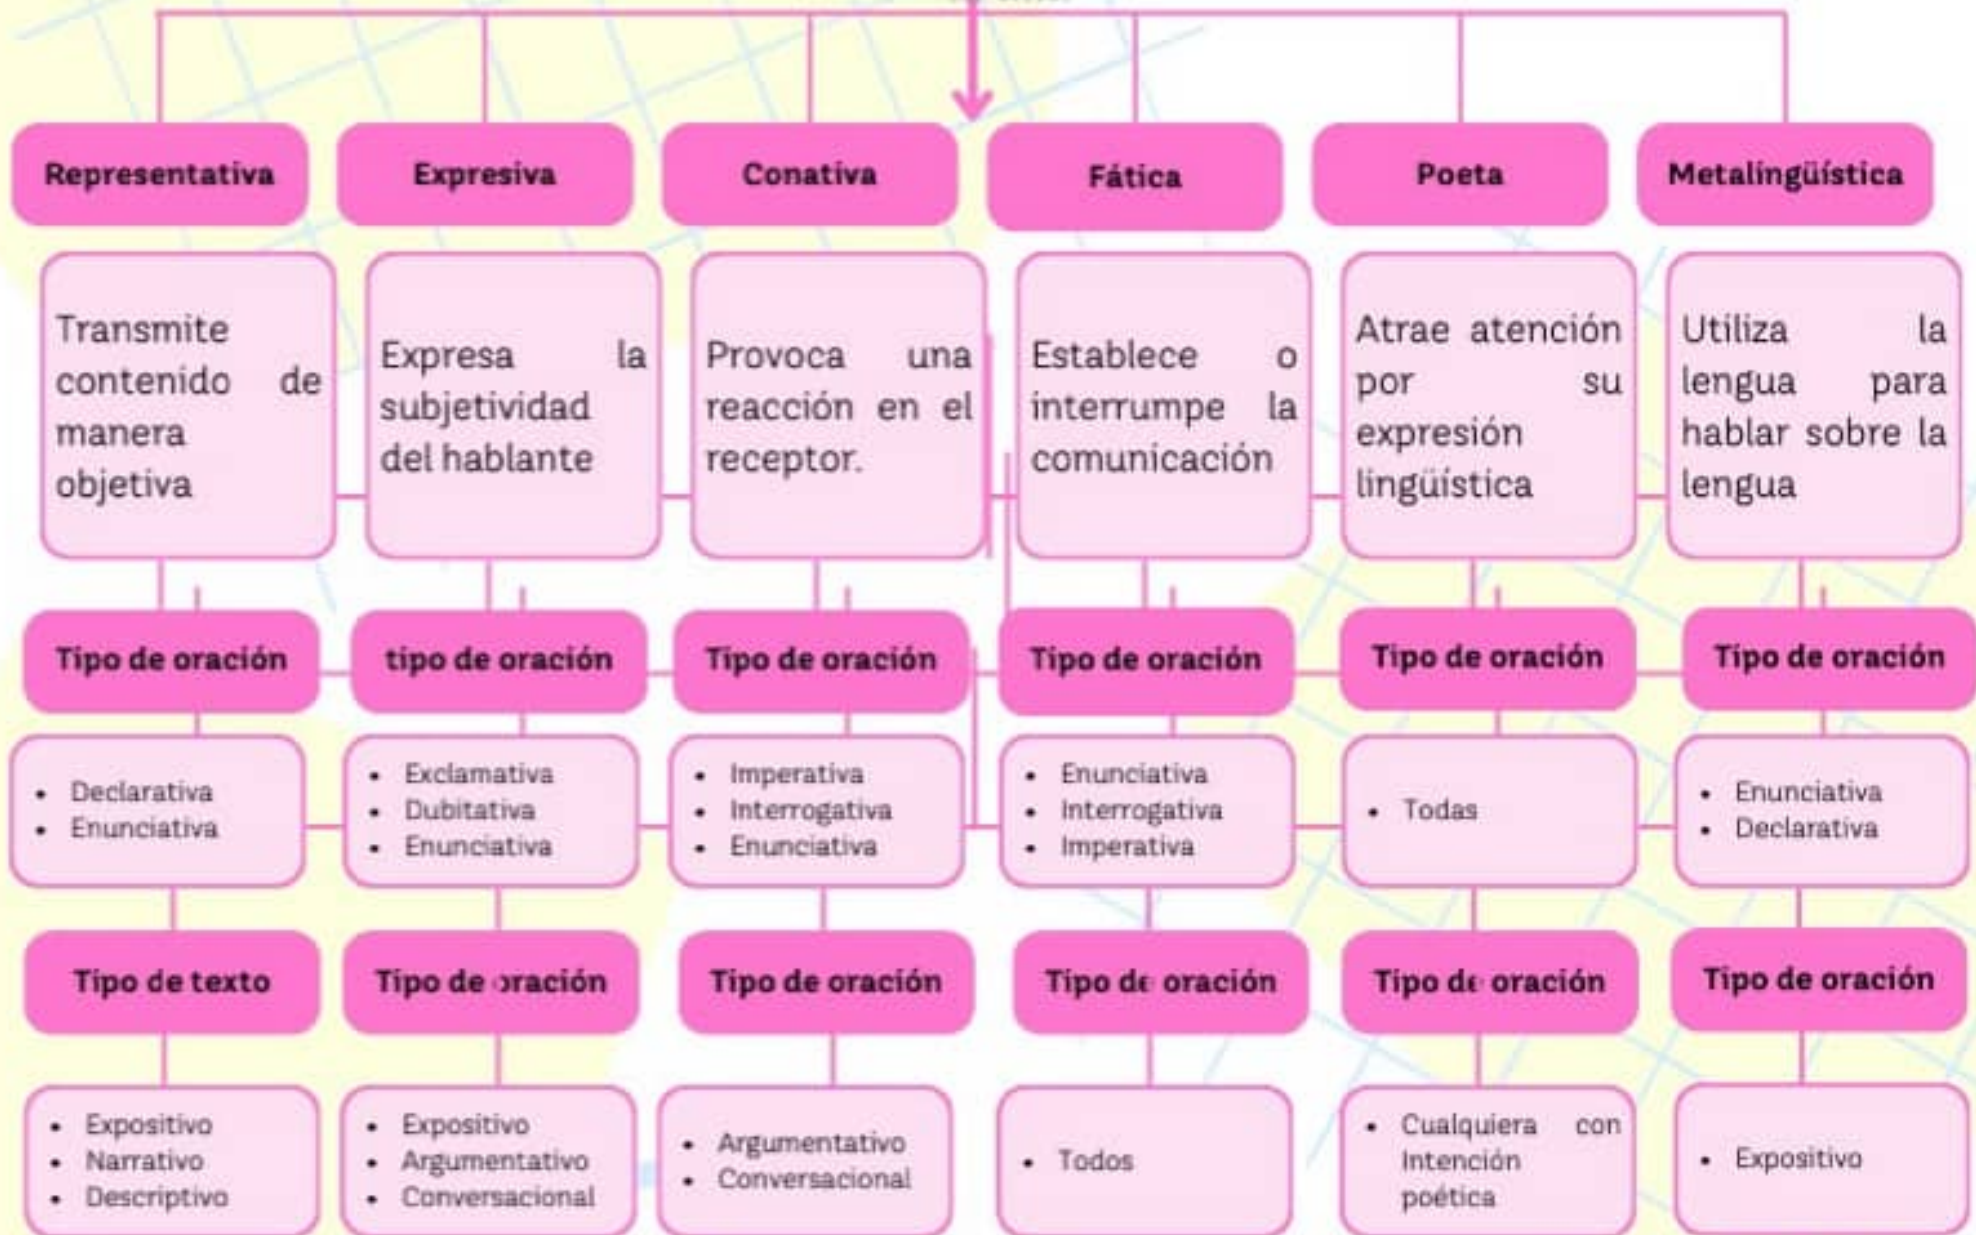 Representativa
Expresiva
Conativa
Fática
Poeta
Metalingüística
Transmite
contenido de
manera
objetiva
Expresa la
subjetividad
del hablante
Provoca una
reacción en el
receptor.
Establece o
interrumpe la
comunicación
Atrae atención
por su
expresión
lingüística
Utiliza la
lengua para
hablar sobre la
lengua
Tipo de oración
tipo de oración
Tipo de oración
Tipo de oración
Tipo de oración
Tipo de oración
• Declarativa
• Enunciativa
• Exclamativa
• Dubitativa
• Enunciativa
• Imperativa
• Interrogativa
• Enunciativa
• Enunciativa
• Interrogativa
• Imperativa
• Todas
• Enunciativa
• Declarativa
Tipo de texto
Tipo de oración
Tipo de oración
Tipo de oración
Tipo de oración
Tipo de oración
• Expositivo
• Narrativo
• Descriptivo
• Expositivo
• Argumentativo
• Conversacional
• Argumentativo
• Conversacional
• Todos
• Cualquiera con
Intención
poética
• Expositivo